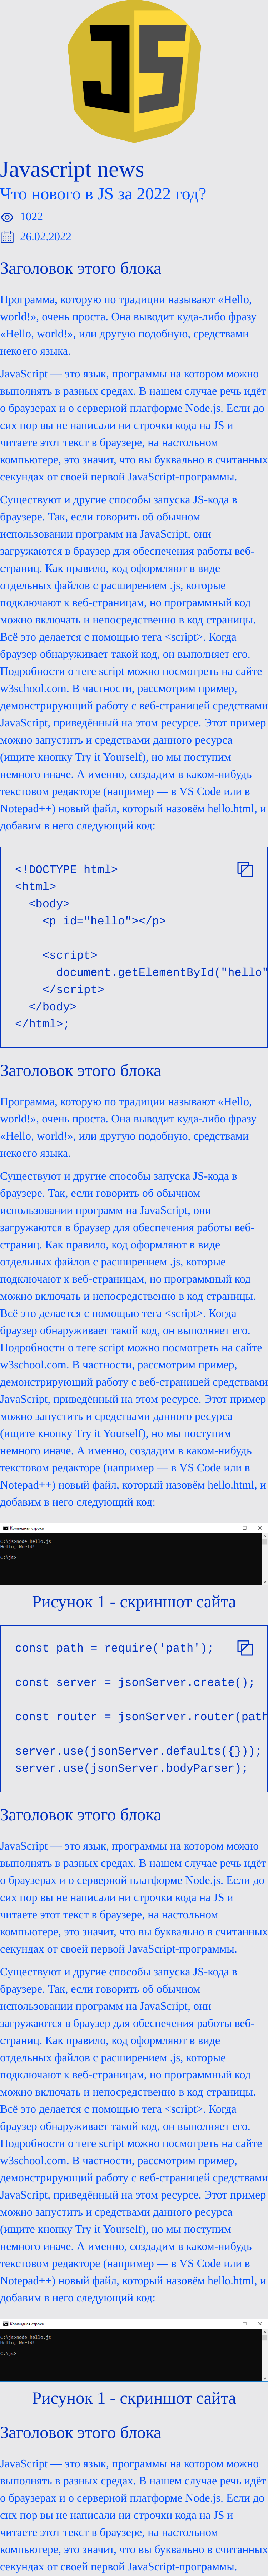 JS
Javascript news
Что нового в JS за 2022 год?
1022
26.02.2022
Заголовок этого блока
Программа, которую по традиции называют «Hello,
world!», очень проста. Она выводит куда-либо фразу
«Hello, world!», или другую подобную, средствами
некоего языка.
JavaScript — это язык, программы на котором можно
выполнять в разных средах. В нашем случае речь идёт
о браузерах и о серверной платформе Node.js. Если до
сих пор вы не написали ни строчки кода на JS и
читаете этот текст в браузере, на настольном
компьютере, это значит, что вы буквально в считанных
секундах от своей первой JavaScript-программы.
Существуют и другие способы запуска JS-кода в
браузере. Так, если говорить об обычном
использовании программ на JavaScript, они
загружаются в браузер для обеспечения работы веб-
страниц. Как правило, код оформляют в виде
отдельных файлов с расширением .js, которые
подключают к веб-страницам, но программный код
можно включать и непосредственно в код страницы.
Всё это делается с помощью тега <script>. Когда
браузер обнаруживает такой код, он выполняет его.
Подробности о теге script можно посмотреть на сайте
w3school.com. В частности, рассмотрим пример,
демонстрирующий работу с веб-страницей средствами
JavaScript, приведённый на этом ресурсе. Этот пример
можно запустить и средствами данного ресурса
(ищите кнопку Try it Yourself), но мы поступим
немного иначе. А именно, создадим в каком-нибудь
текстовом редакторе (например — в VS Code или в
Notepad++) новый файл, который назовём hello.html, и
добавим в него следующий код:
<!DOCTYPE html>
<html>
<body>
<p id="hello"></p>
<script>
document.getElementById("hello"
</script>
</body>
</html>;
Заголовок этого блока
Программа, которую по традиции называют «Hello,
world!», очень проста. Она выводит куда-либо фразу
«Hello, world!», или другую подобную, средствами
некоего языка.
Существуют и другие способы запуска JS-кода в
браузере. Так, если говорить об обычном
использовании программ на JavaScript, они
загружаются в браузер для обеспечения работы веб-
страниц. Как правило, код оформляют в виде
отдельных файлов с расширением .js, которые
подключают к веб-страницам, но программный код
можно включать и непосредственно в код страницы.
Всё это делается с помощью тега <script>. Когда
браузер обнаруживает такой код, он выполняет его.
Подробности о теге script можно посмотреть на сайте
w3school.com. В частности, рассмотрим пример,
демонстрирующий работу с веб-страницей средствами
JavaScript, приведённый на этом ресурсе. Этот пример
можно запустить и средствами данного ресурса
(ищите кнопку Try it Yourself), но мы поступим
немного иначе. А именно, создадим в каком-нибудь
текстовом редакторе (например — в VS Code или в
Notepad++) новый файл, который назовём hello.html, и
добавим в него следующий код:
Командная строка
C:\js>node hello.js
Hello, World!
C:\js>
Рисунок 1 - скриншот сайта
const path = require('path');
const server = jsonServer.create();
const router = jsonServer.router(path
server.use(jsonServer.defaults({}));
server.use(jsonServer.bodyParser);
Заголовок этого блока
JavaScript — это язык, программы на котором можно
выполнять в разных средах. В нашем случае речь идёт
о браузерах и о серверной платформе Node.js. Если до
сих пор вы не написали ни строчки кода на JS и
читаете этот текст в браузере, на настольном
компьютере, это значит, что вы буквально в считанных
секундах от своей первой JavaScript-программы.
Существуют и другие способы запуска JS-кода в
браузере. Так, если говорить об обычном
использовании программ на JavaScript, они
загружаются в браузер для обеспечения работы веб-
страниц. Как правило, код оформляют в виде
отдельных файлов с расширением .js, которые
подключают к веб-страницам, но программный код
можно включать и непосредственно в код страницы.
Всё это делается с помощью тега <script>. Когда
браузер обнаруживает такой код, он выполняет его.
Подробности о теге script можно посмотреть на сайте
w3school.com. В частности, рассмотрим пример,
демонстрирующий работу с веб-страницей средствами
JavaScript, приведённый на этом ресурсе. Этот пример
можно запустить и средствами данного ресурса
(ищите кнопку Try it Yourself), но мы поступим
немного иначе. А именно, создадим в каком-нибудь
текстовом редакторе (например — в VS Code или в
Notepad++) новый файл, который назовём hello.html, и
добавим в него следующий код:
Командная строка
C:\js>node hello.js
Hello, World!
C:\js>
Рисунок 1 - скриншот сайта
Заголовок этого блока
JavaScript — это язык, программы на котором можно
выполнять в разных средах. В нашем случае речь идёт
о браузерах и о серверной платформе Node.js. Если до
сих пор вы не написали ни строчки кода на JS и
читаете этот текст в браузере, на настольном
компьютере, это значит, что вы буквально в считанных
секундах от своей первой JavaScript-программы.